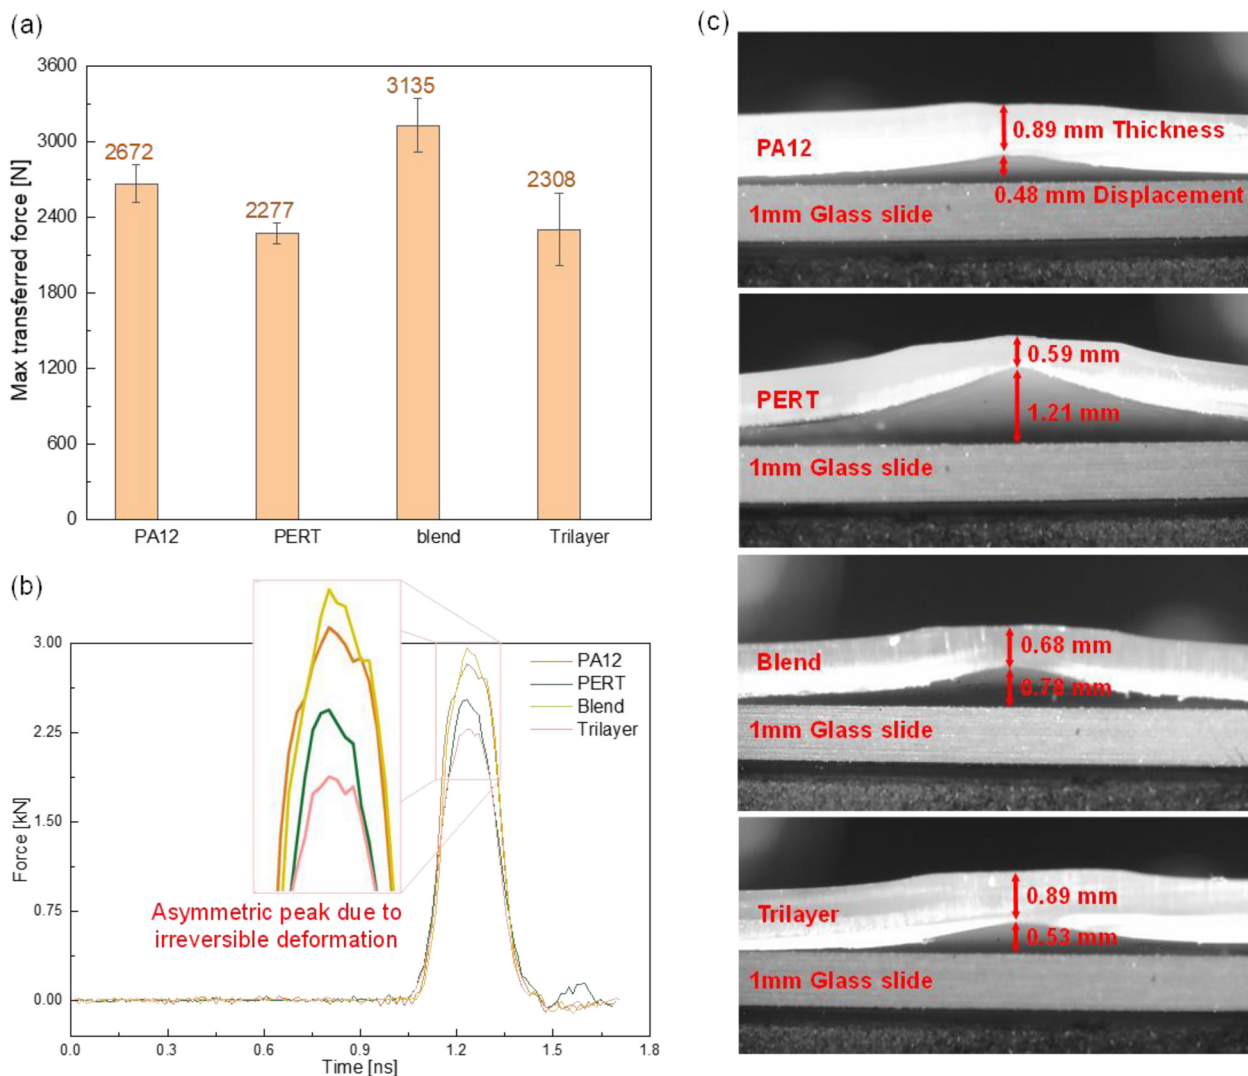 (a)
3600
3000
2400
1800
1200
600
0
Max transferred force [N]
2672
2277
3135
2308
PA12
PERT
blend
Trilayer
(b)
3.00
2.25
1.50
0.75
0.00
Force [kN]
PA12
PERT
Blend
Trilayer
Asymmetric peak due to
irreversible deformation
0.0
0.3
0.6
0.9
1.2
1.5
1.8
Time [ns]
(c)
0.89 mm Thickness
PA12
0.48 mm Displacement
1mm Glass slide
0.59 mm
PERT
1.21 mm
1mm Glass slide
0.68 mm
Blend
0.78 mm
1mm Glass slide
0.89 mm
Trilayer
0.53 mm
1mm Glass slide